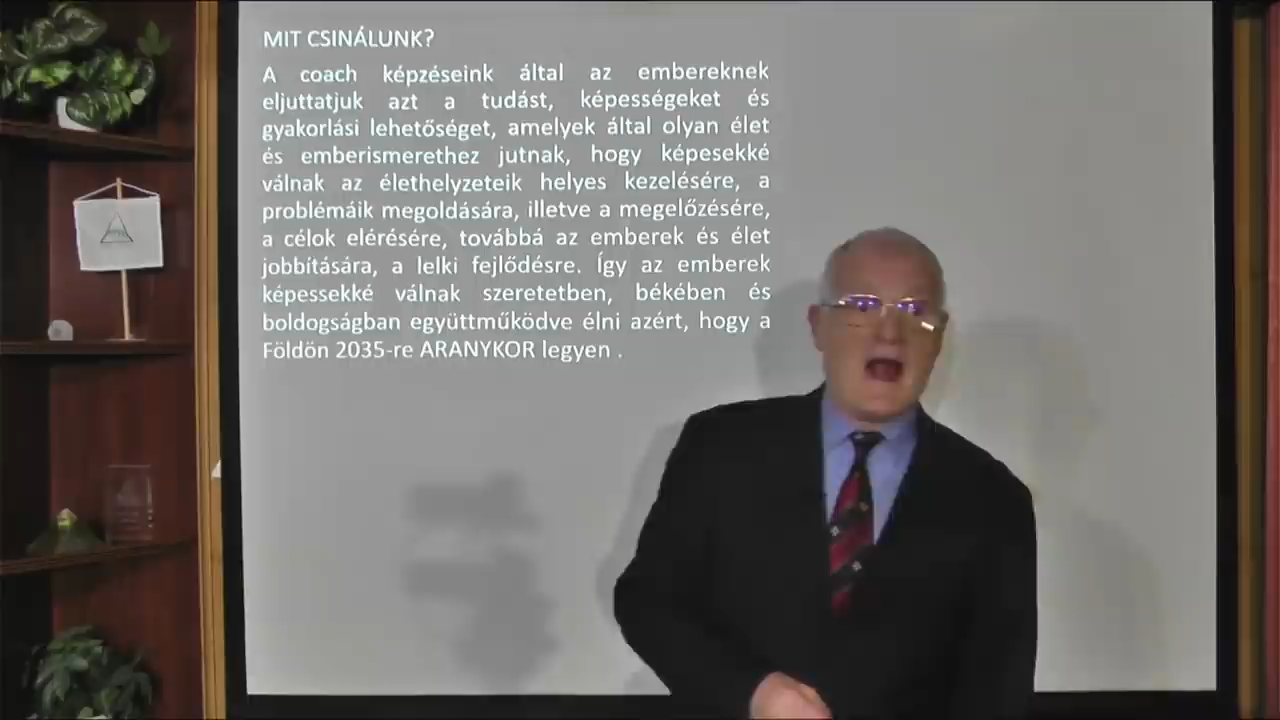 MIT CSINÁLUNK?
A coach képzéseink által az embereknek
eljuttatjuk azt a tudást, képességeket és
gyakorlási lehetőséget, amelyek által olyan élet
és emberismerethez jutnak, hogy képesekké
válnak az élethelyzeteik helyes kezelésére, a
problémáik megoldására, illetve a megelőzésére,
a célok elérésére, továbbá az emberek és élet
jobbítására, a lelki fejlődésre. Így az emberek
képessekké válnak szeretetben, békében és
boldogságban együttműködve élni azért, hogy a
Földön 2035-re ARANYKOR legyen .